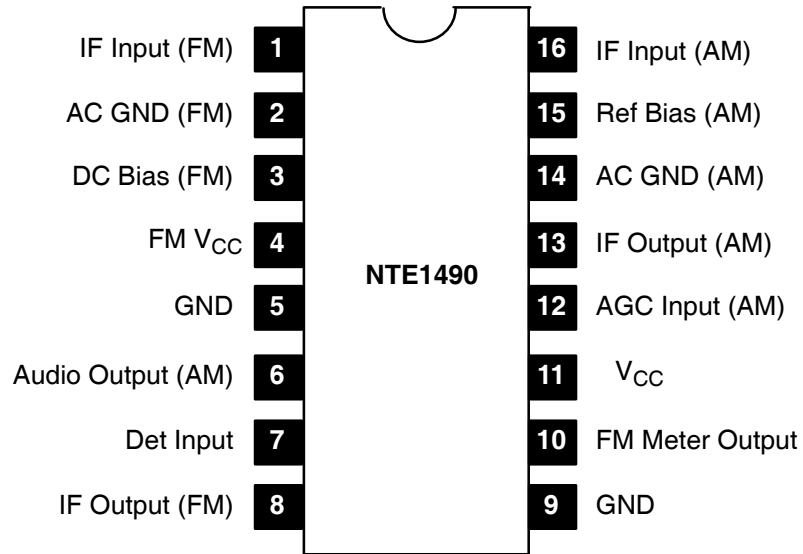 IF Input (FM) 1 16 IF Input (AM)
AC GND (FM) 2 15 Ref Bias (AM)
DC Bias (FM) 3 14 AC GND (AM)
FM VCC 4 13 IF Output (AM)
NTE1490
GND 5 12 AGC Input (AM)
Audio Output (AM) 6 11 VCC
Det Input 7 10 FM Meter Output
IF Output (FM) 8 9 GND